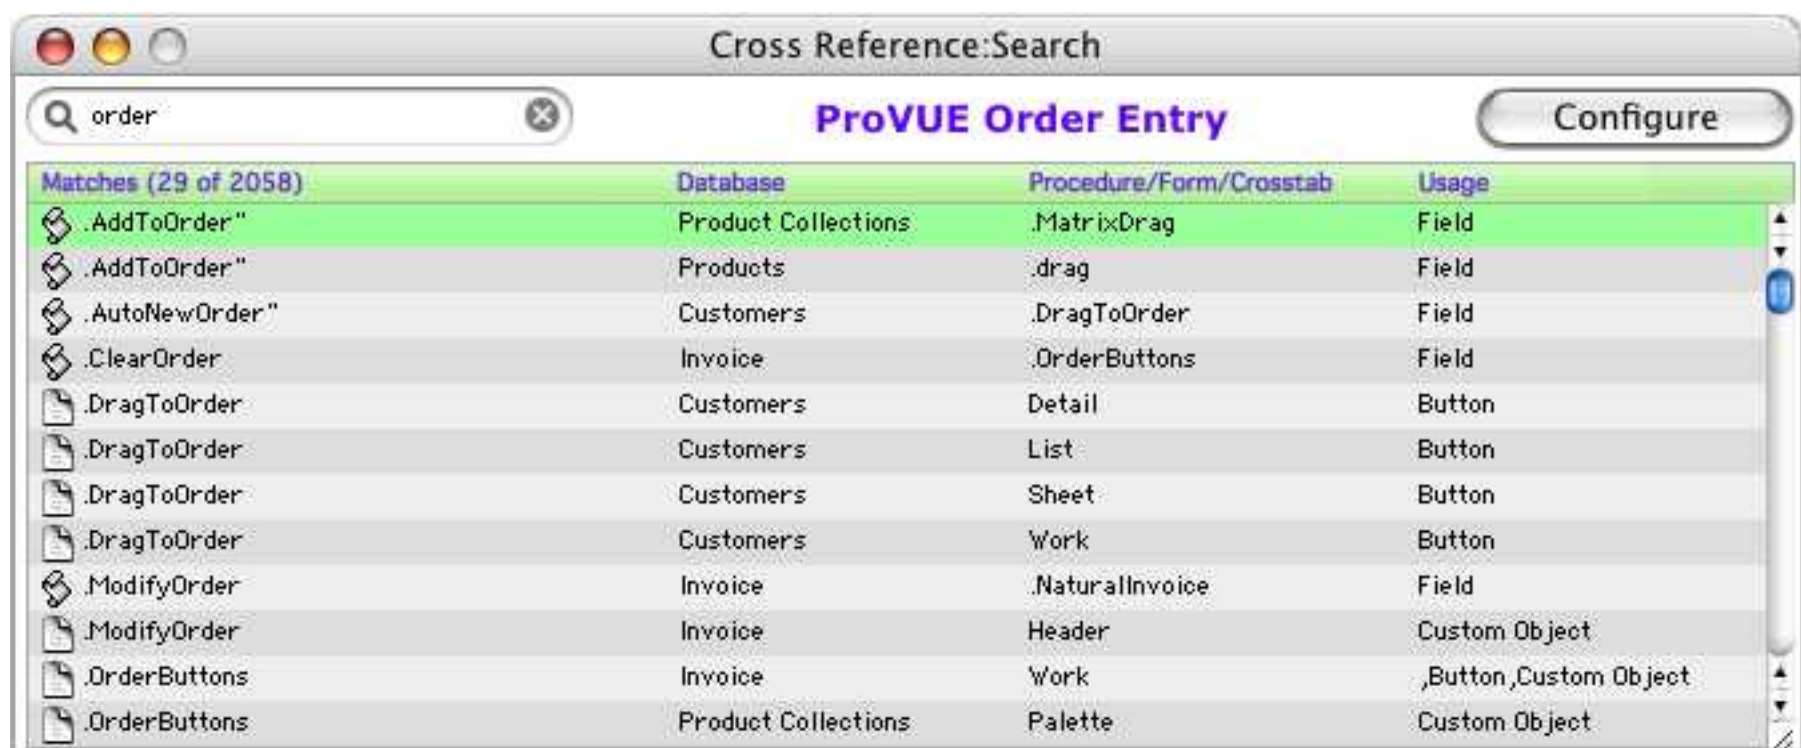 Cross Reference:Search
order ProVUE Order Entry Configure
Matches (29 of 2058) Database Procedure/Form/Crosstab Usage
.AddToOrder" Product Collections .MatrixDrag Field
.AddToOrder" Products .drag Field
.AutoNewOrder" Customers .DragToOrder Field
.ClearOrder Invoice .OrderButtons Field
.DragToOrder Customers Detail Button
.DragToOrder Customers List Button
.DragToOrder Customers Sheet Button
.DragToOrder Customers Work Button
.ModifyOrder Invoice .NaturalInvoice Field
.ModifyOrder Invoice Header Custom Object
.OrderButtons Invoice Work ,Button,Custom Object
.OrderButtons Product Collections Palette Custom Object